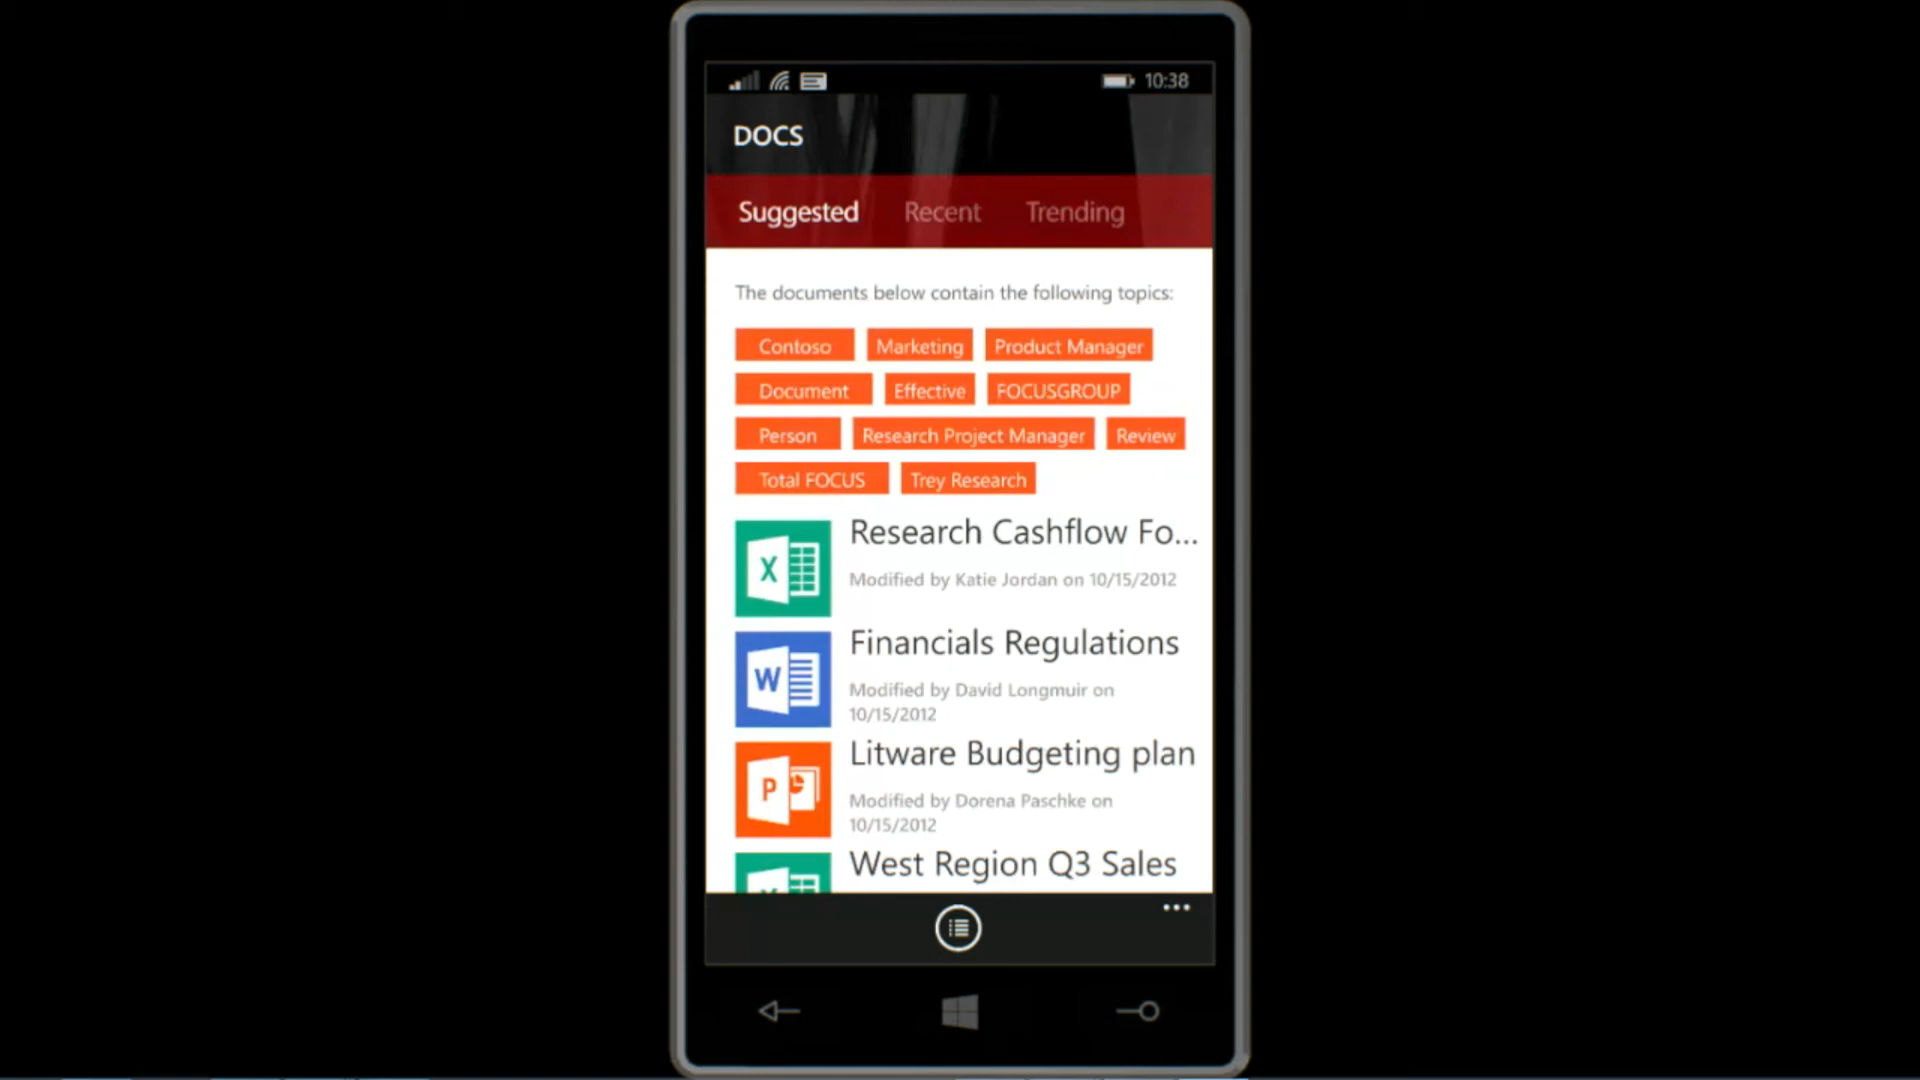 10:38
DOCS
Suggested Recent Trending
The documents below contain the following topics:
Contoso Marketing Product Manager
Document Effective FOCUSGROUP
Person Research Project Manager Review
Total FOCUS Trey Research
X
Research Cashflow Fo...
Modified by Katie Jordan on 10/15/2012
W
Financials Regulations
Modified by David Longmuir on
10/15/2012
P
Litware Budgeting plan
Modified by Dorena Paschke on
10/15/2012
West Region Q3 Sales